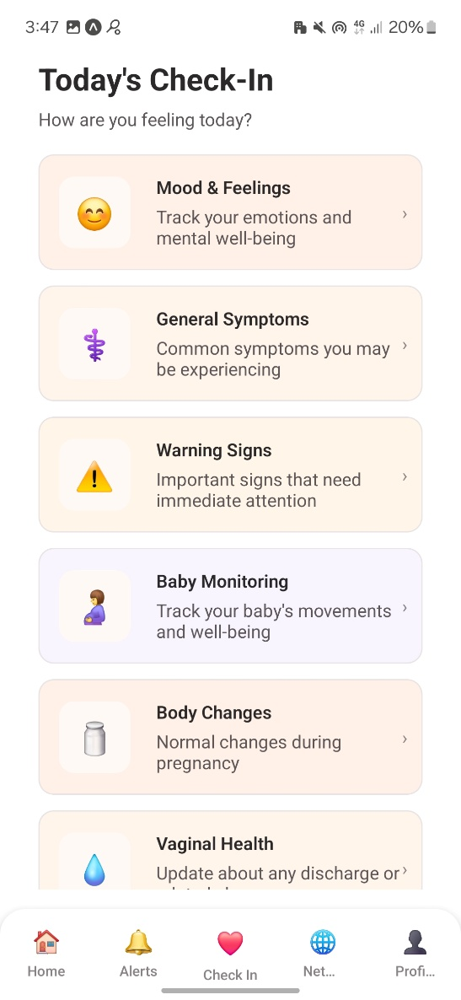 3:47
4G
20%
Today's Check-In
How are you feeling today?
Mood & Feelings
Track your emotions and
mental well-being
General Symptoms
Common symptoms you may
be experiencing
Warning Signs
Important signs that need
immediate attention
Baby Monitoring
Track your baby's movements
and well-being
Body Changes
Normal changes during
pregnancy
Vaginal Health
Update about any discharge or
Home
Alerts
Check In
Net...
Profi...